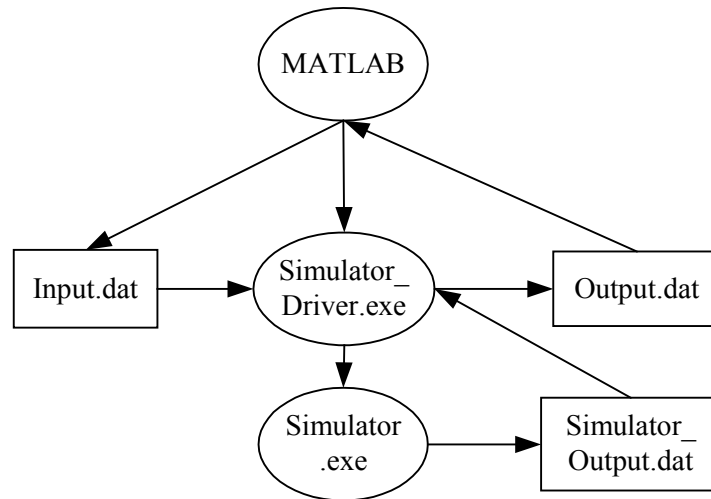 MATLAB
Input.dat
Simulator_
Driver.exe
Output.dat
Simulator
.exe
Simulator_
Output.dat